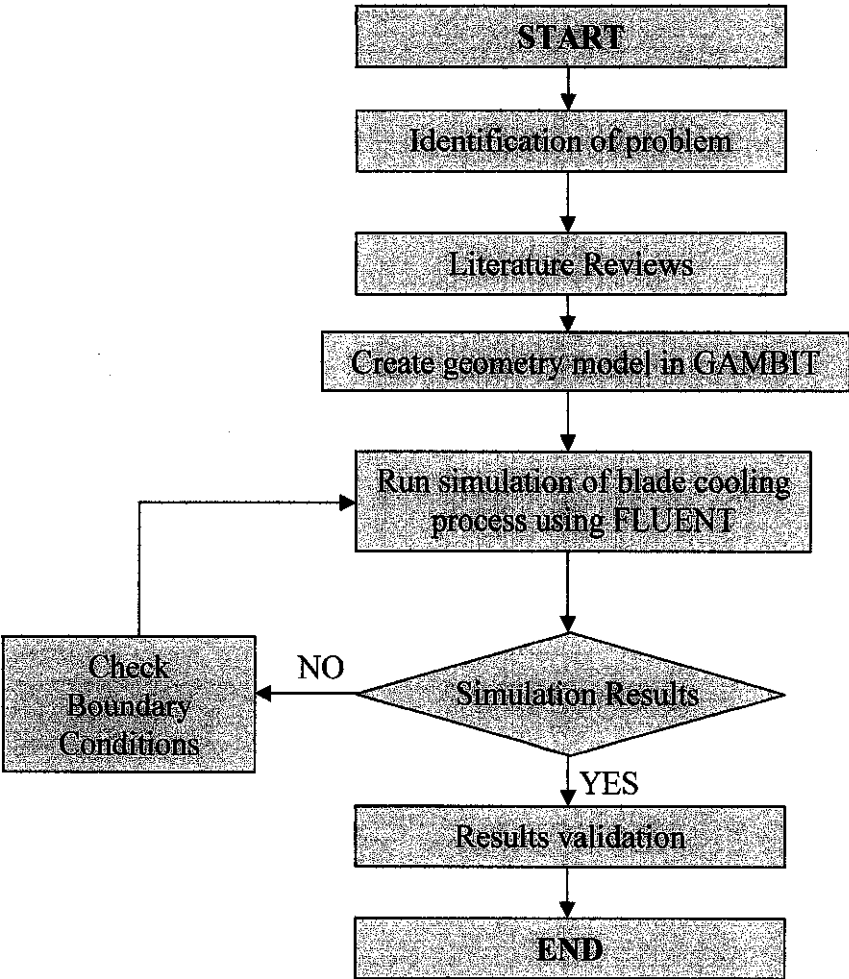 START
Identification of problem
Literature Reviews
Create geometry model in GAMBIT
Run simulation of blade cooling
process using FLUENT
Simulation Results
NO
Check
Boundary
Conditions
YES
Results validation
END